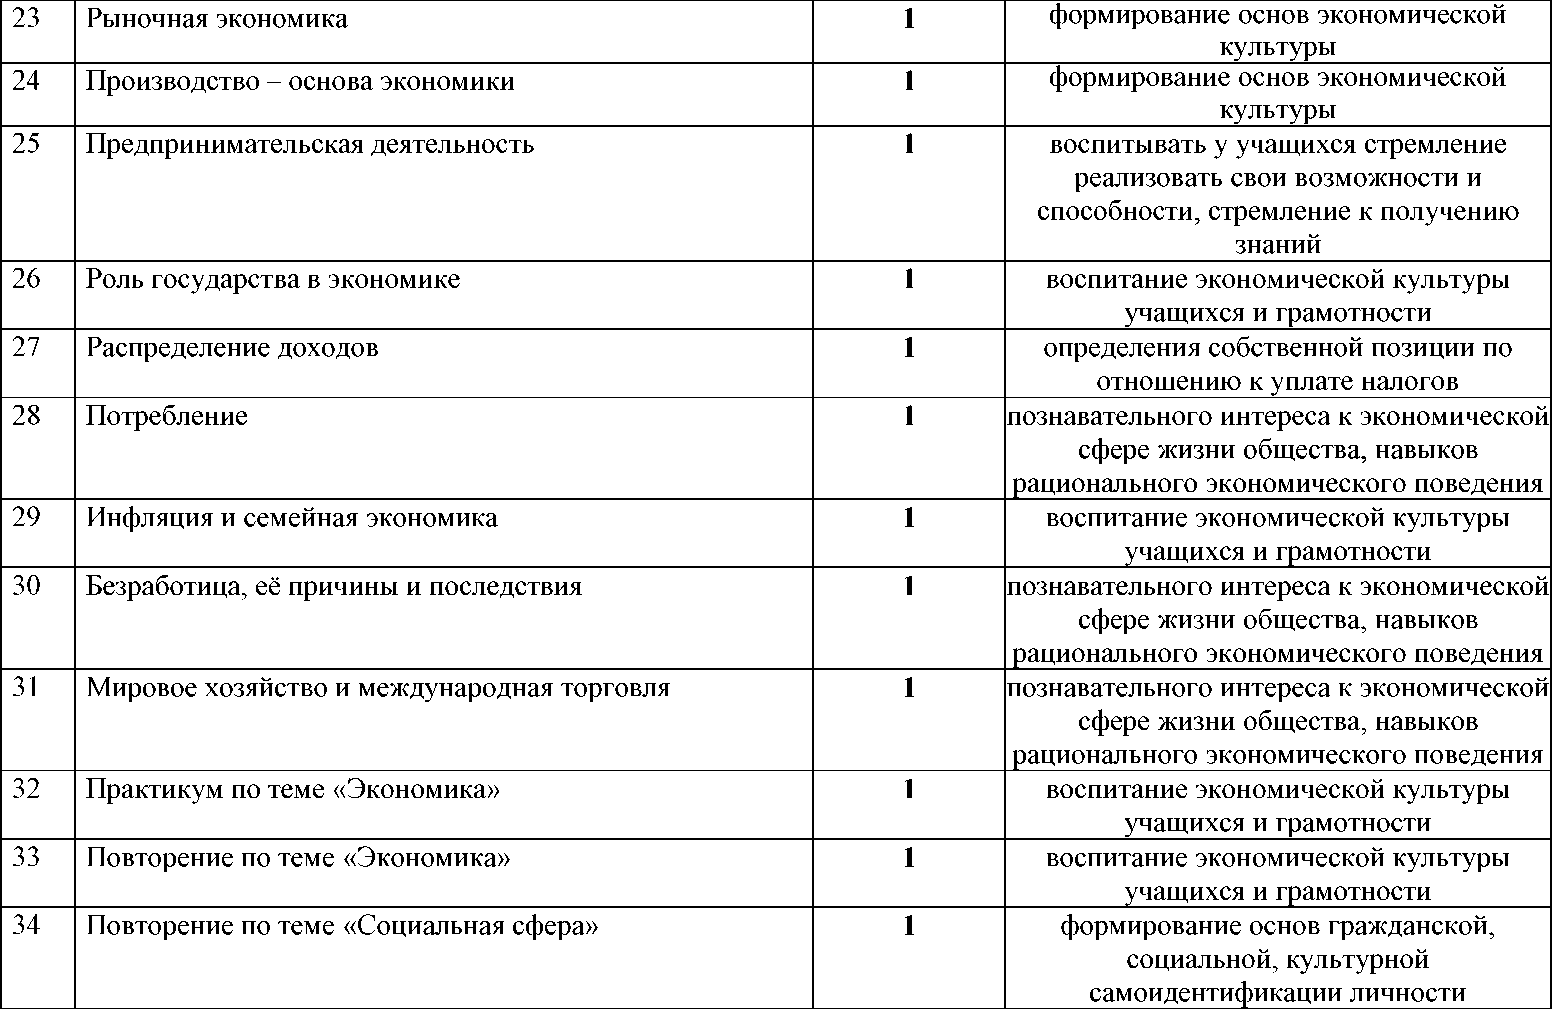 23 Рыночная экономика 1 формирование основ экономической
культуры
24 Производство – основа экономики 1 формирование основ экономической
культуры
25 Предпринимательская деятельность 1 воспитывать у учащихся стремление
реализовать свои возможности и
способности, стремление к получению
знаний
26 Роль государства в экономике 1 воспитание экономической культуры
учащихся и грамотности
27 Распределение доходов 1 определения собственной позиции по
отношению к уплате налогов
28 Потребление 1 познавательного интереса к экономической
сфере жизни общества, навыков
рационального экономического поведения
29 Инфляция и семейная экономика 1 воспитание экономической культуры
учащихся и грамотности
30 Безработица, её причины и последствия 1 познавательного интереса к экономической
сфере жизни общества, навыков
рационального экономического поведения
31 Мировое хозяйство и международная торговля 1 познавательного интереса к экономической
сфере жизни общества, навыков
рационального экономического поведения
32 Практикум по теме «Экономика» 1 воспитание экономической культуры
учащихся и грамотности
33 Повторение по теме «Экономика» 1 воспитание экономической культуры
учащихся и грамотности
34 Повторение по теме «Социальная сфера» 1 формирование основ гражданской,
социальной, культурной
самоидентификации личности